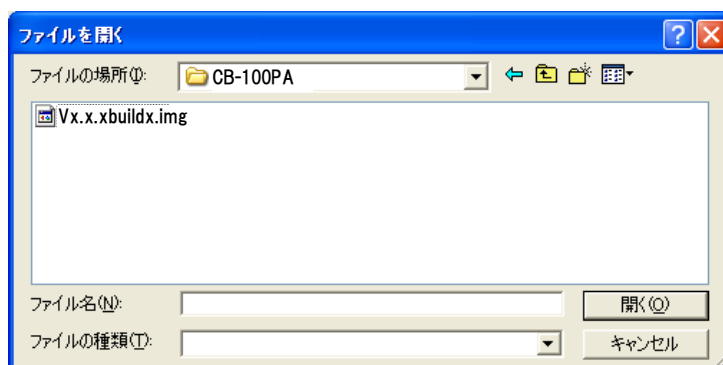 ファイルを開く
ファイルの場所(I): CB-100PA
Vx.x.xbuildx.img
ファイル名(N): 開く(O)
ファイルの種類(T): キャンセル